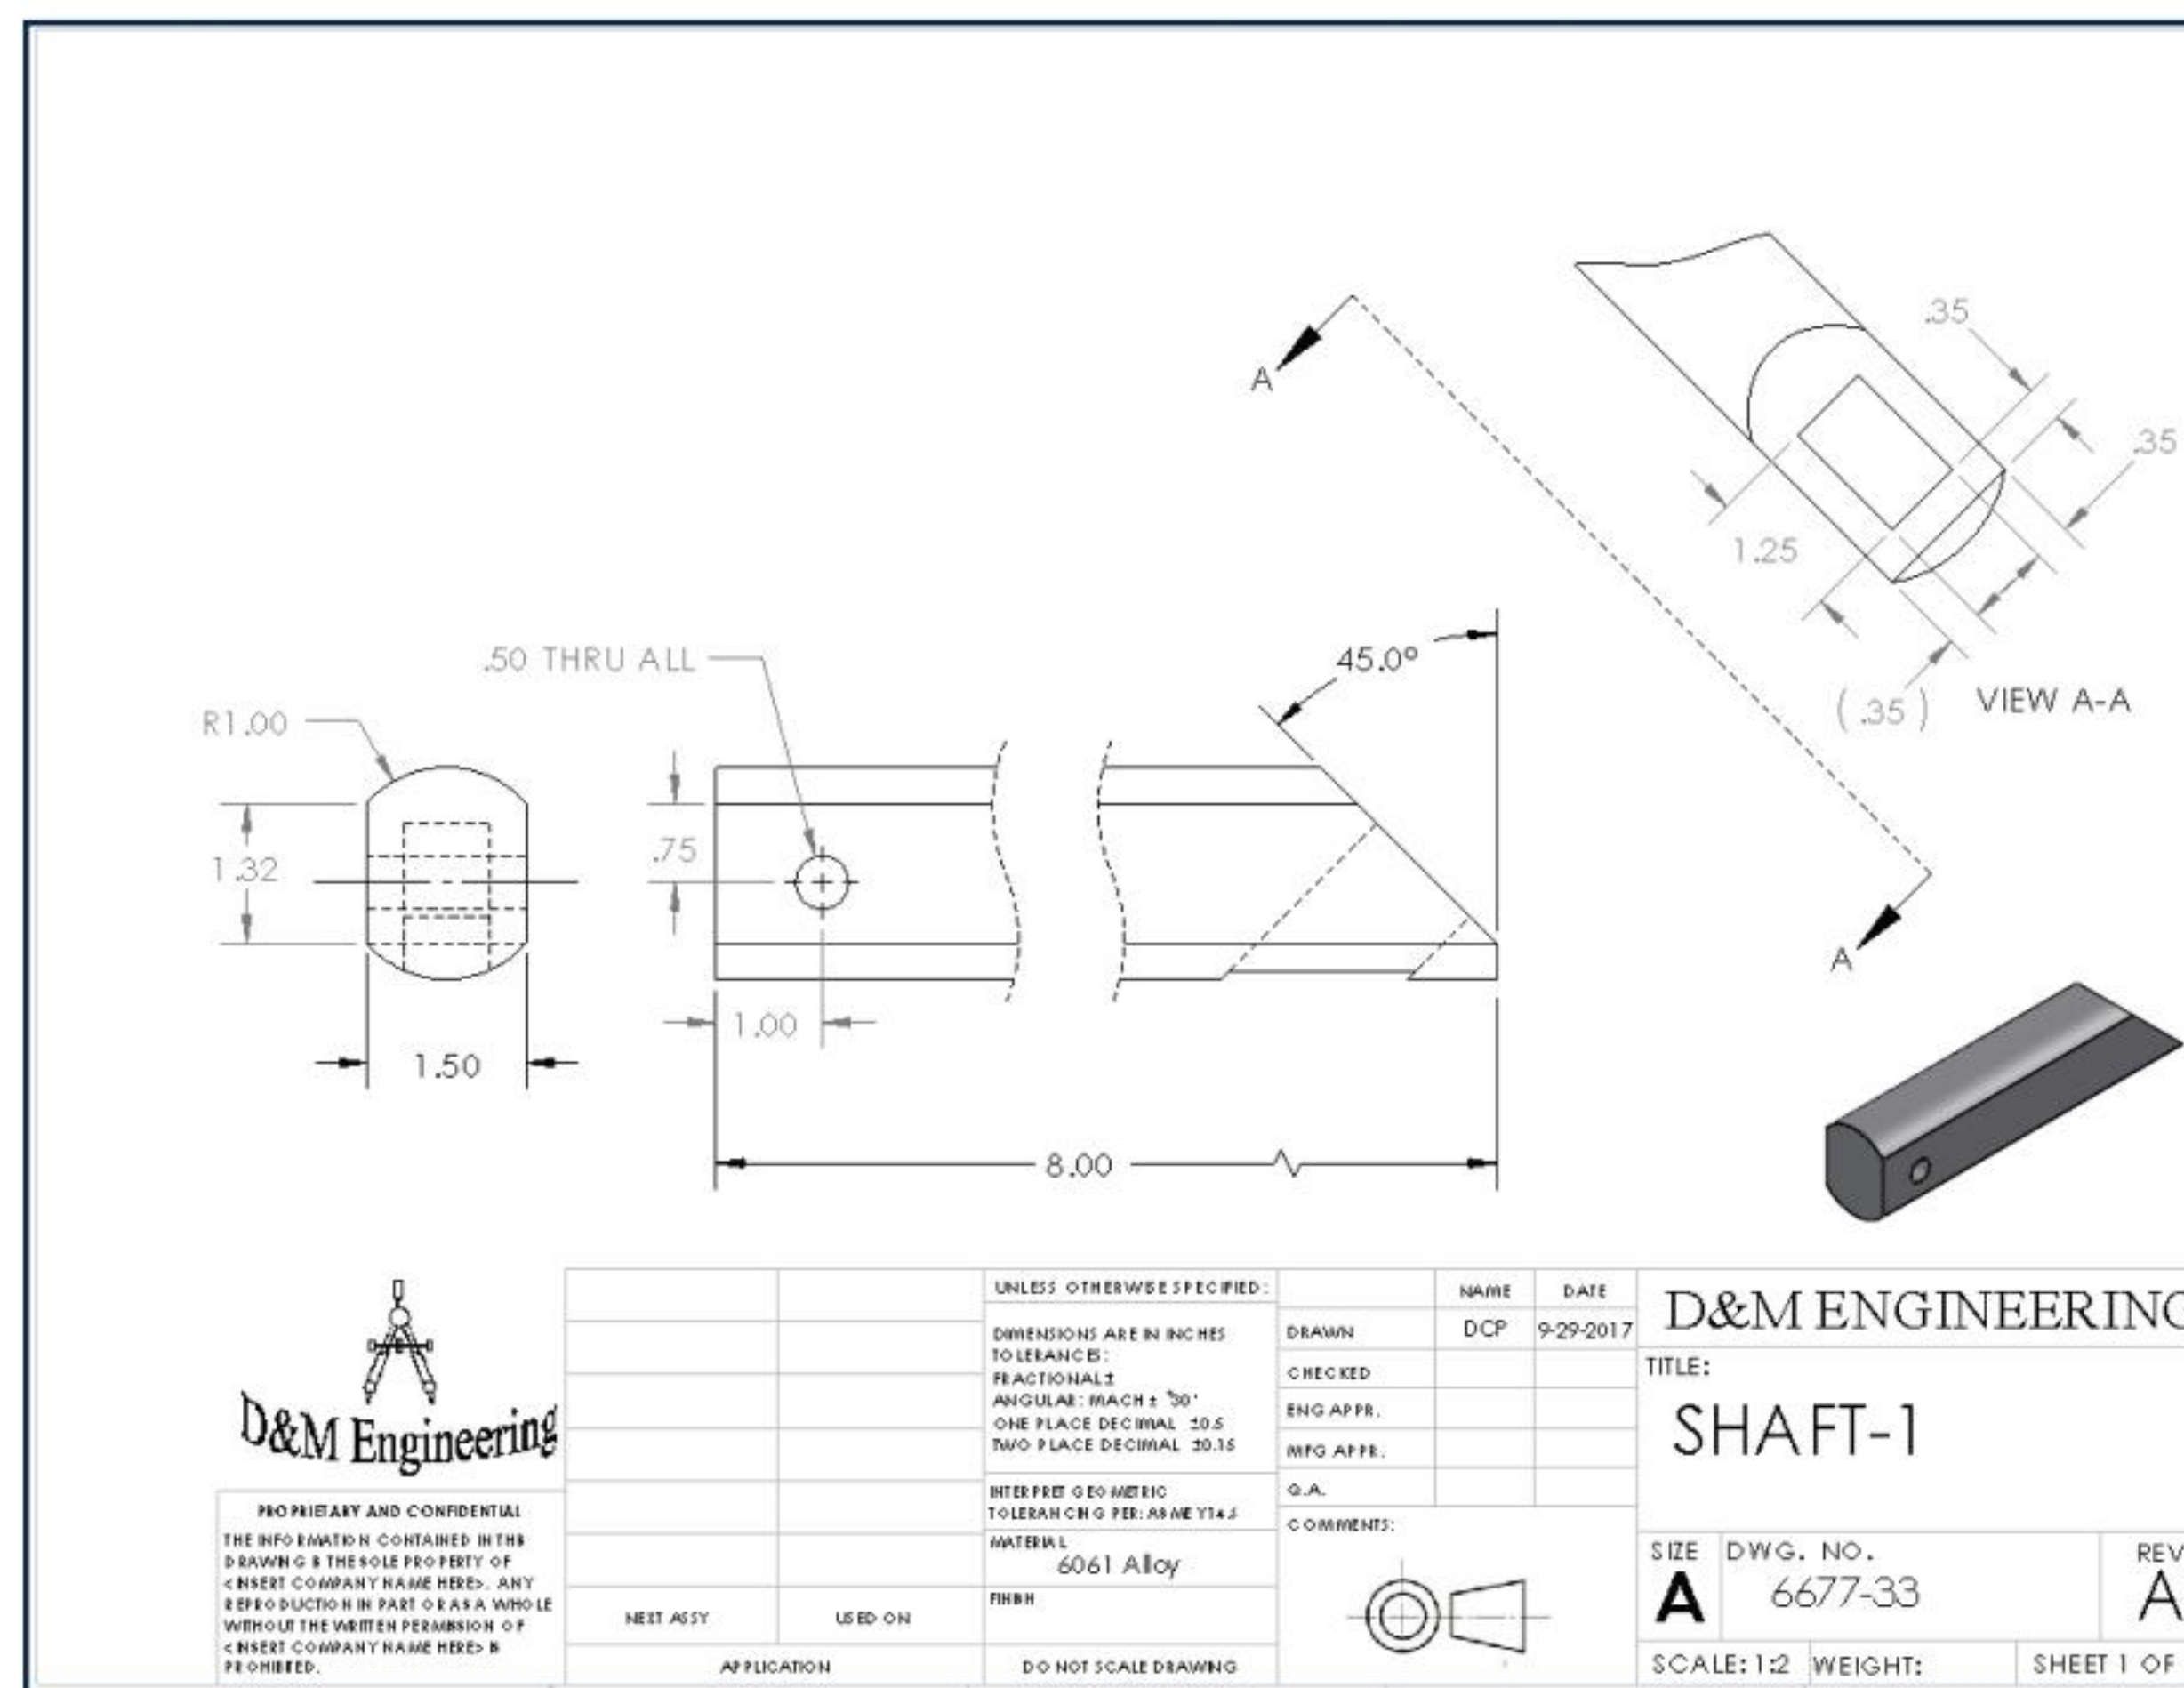 .35
A
.35
1.25
.50 THRU ALL
45.0°
R1.00
( .35 )
VIEW A-A
.75
1.32
A
1.00
1.50
8.00
D&M Engineering
PROPRIETARY AND CONFIDENTIAL
THE INFORMATION CONTAINED IN THIS
DRAWING IS THE SOLE PROPERTY OF
<INSERT COMPANY NAME HERE>. ANY
REPRODUCTION IN PART OR AS A WHOLE
WITHOUT THE WRITTEN PERMISSION OF
<INSERT COMPANY NAME HERE> IS
PROHIBITED.
NEXT ASSY
USED ON
APPLICATION
UNLESS OTHERWISE SPECIFIED:
DIMENSIONS ARE IN INCHES
TOLERANCES:
FRACTIONAL ±
ANGULAR: MACH ± °30'
ONE PLACE DECIMAL ±0.5
TWO PLACE DECIMAL ±0.15
INTERPRET GEOMETRIC
TOLERANCING PER: ASME Y14.5
MATERIAL
6061 Alloy
FINISH
DO NOT SCALE DRAWING
NAME
DATE
DRAWN
DCP
9-29-2017
CHECKED
ENG APPR.
MFG APPR.
Q.A.
COMMENTS:
D&M ENGINEERING
TITLE:
SHAFT-1
SIZE
DWG. NO.
REV
A
6677-33
A
SCALE: 1:2
WEIGHT:
SHEET 1 OF